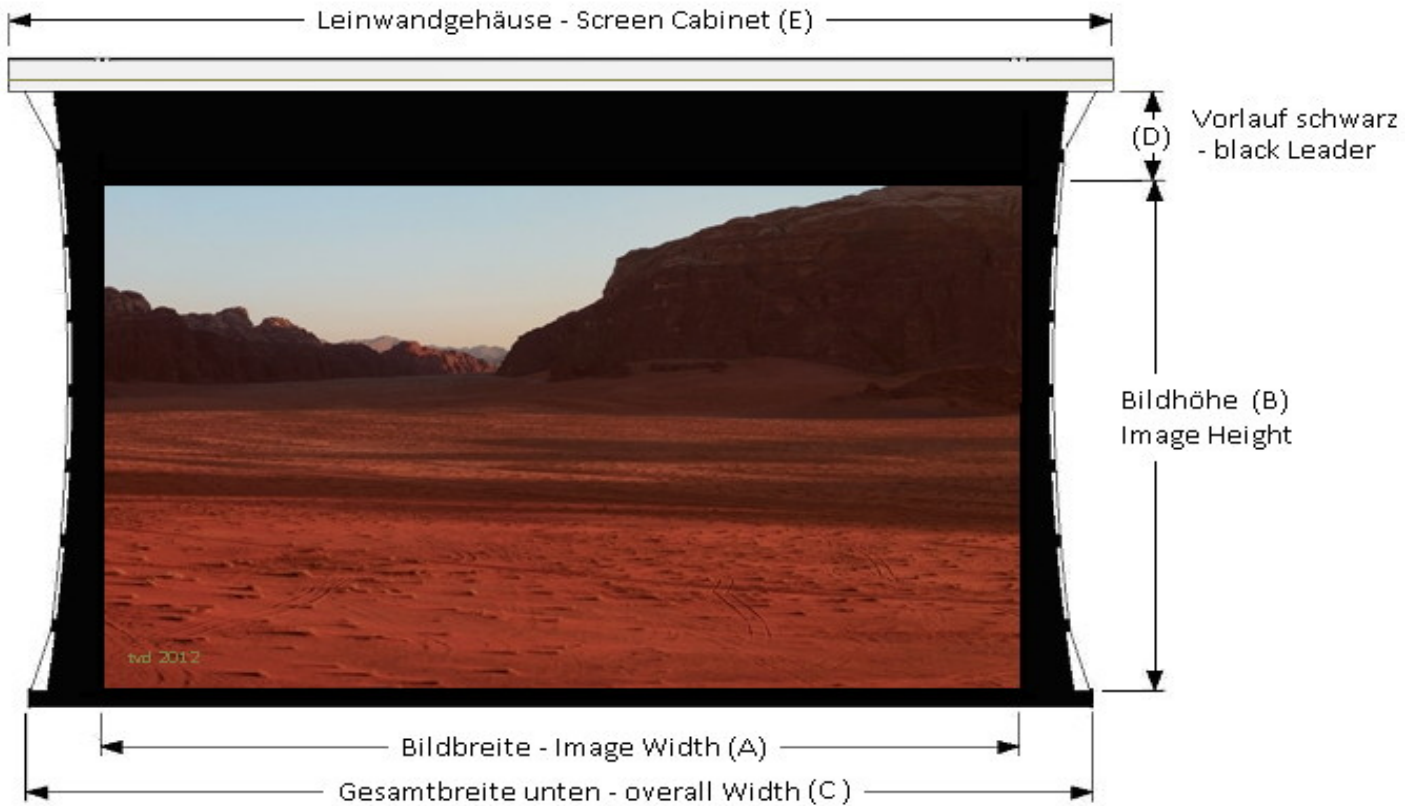 Leinwandgehäuse - Screen Cabinet (E)
(D)
Vorlauf schwarz
- black Leader
Bildhöhe (B)
Image Height
tvd 2012
Bildbreite - Image Width (A)
Gesamtbreite unten - overall Width (C)